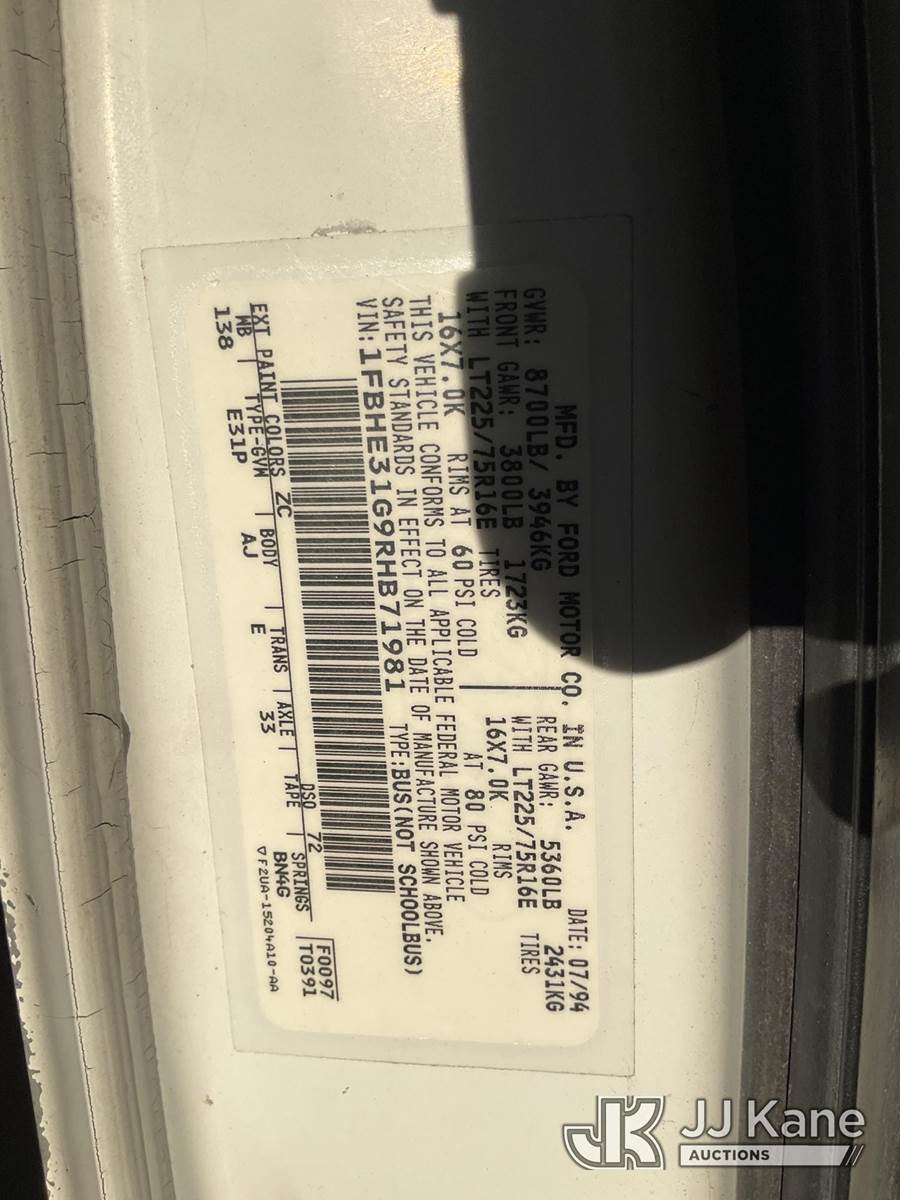 MFD. BY FORD MOTOR CO. IN U.S.A.
DATE: 07/94
GVWR: 8700LB/ 3946KG
FRONT GAWR: 3800LB 1723KG
REAR GAWR: 5360LB 2431KG
WITH LT225/75R16E TIRES
WITH LT225/75R16E TIRES
16X7.0K RIMS AT 60 PSI COLD
16X7.0K RIMS
AT 80 PSI COLD
THIS VEHICLE CONFORMS TO ALL APPLICABLE FEDERAL MOTOR VEHICLE
SAFETY STANDARDS IN EFFECT ON THE DATE OF MANUFACTURE SHOWN ABOVE.
VIN: 1FBHE31G9RHB71981 TYPE: BUS(NOT SCHOOLBUS)
F0097
T0391
EXT PAINT COLORS ZC DSO 72
WB | TYPE-GVW | BODY | TRANS | AXLE | TAPE | SPRINGS
138 E31P AJ E 33 BN4G
▽F2UA-15204A10-AA
JK JJ Kane
AUCTIONS